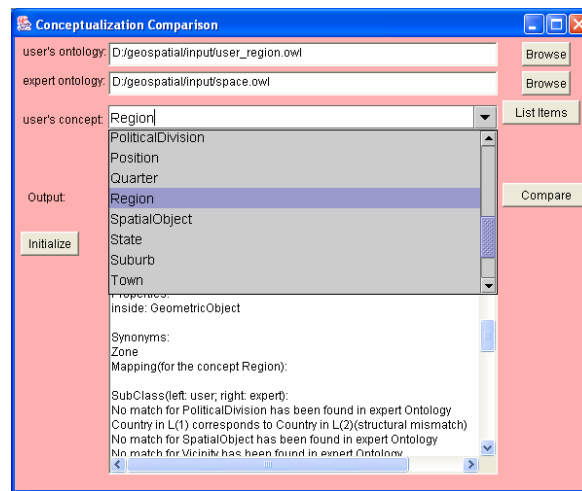 Conceptualization Comparison
user's ontology: D:/geospatial/input/user_region.owl Browse
expert ontology: D:/geospatial/input/space.owl Browse
user's concept: Region List Items
PoliticalDivision
Position
Quarter
Output: Region Compare
SpatialObject
Initialize State
Suburb
Town
Properties:
inside: GeometricObject
Synonyms:
Zone
Mapping(for the concept Region):
SubClass(left: user; right: expert):
No match for PoliticalDivision has been found in expert Ontology
Country in L(1) corresponds to Country in L(2)(structural mismatch)
No match for SpatialObject has been found in expert Ontology
No match for Vicinity has been found in expert Ontology